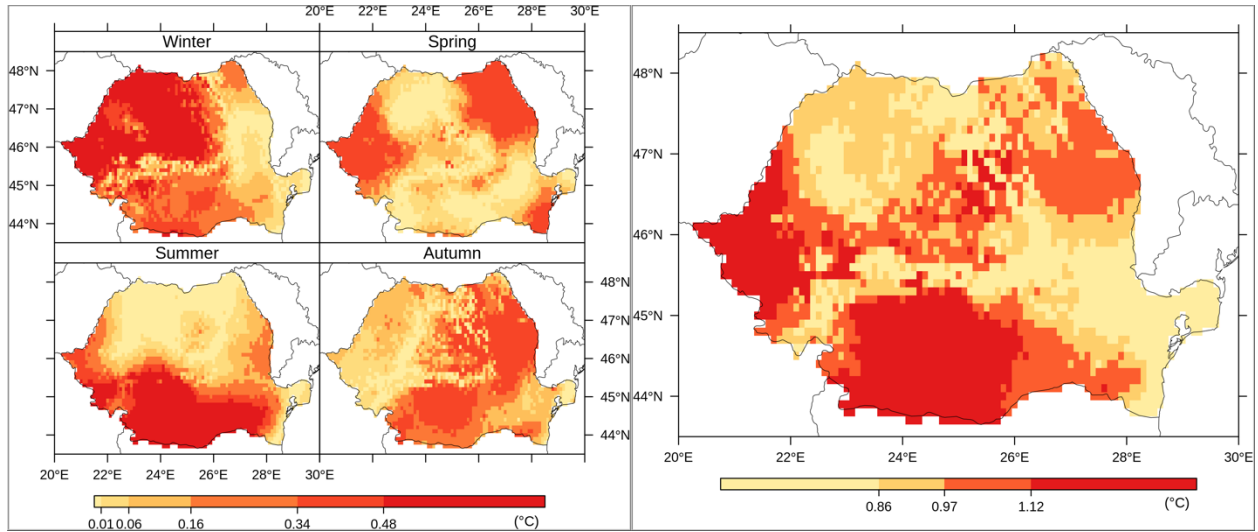 20°E 22°E 24°E 26°E 28°E 30°E
Winter Spring
48°N
47°N
46°N
45°N
44°N
Summer Autumn
48°N
47°N
46°N
45°N
44°N
20°E 22°E 24°E 26°E 28°E 30°E
0.01 0.06 0.16 0.34 0.48 (°C)
48°N
47°N
46°N
45°N
44°N
20°E 22°E 24°E 26°E 28°E 30°E
0.86 0.97 1.12 (°C)